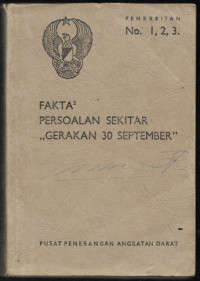 PENERBITAN
No. 1, 2, 3.
FAKTA²
PERSOALAN SEKITAR
„GERAKAN 30 SEPTEMBER”
PUSAT PENERANGAN ANGKATAN DARAT